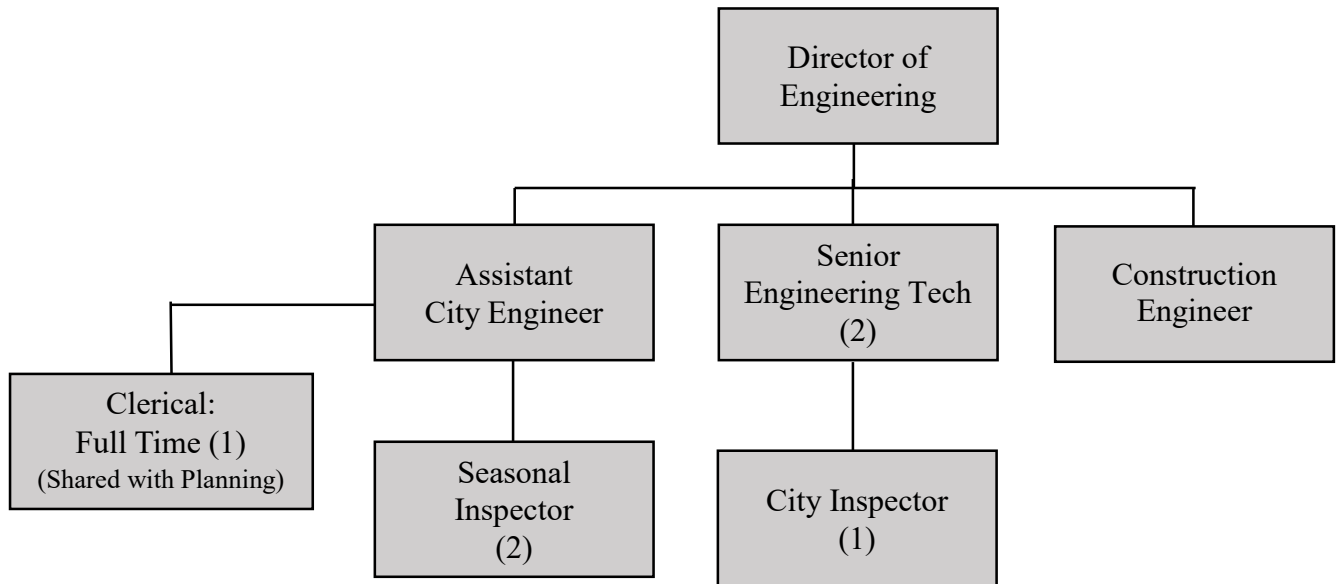 Director of
Engineering
Assistant
City Engineer
Senior
Engineering Tech
(2)
Construction
Engineer
Clerical:
Full Time (1)
(Shared with Planning)
Seasonal
Inspector
(2)
City Inspector
(1)